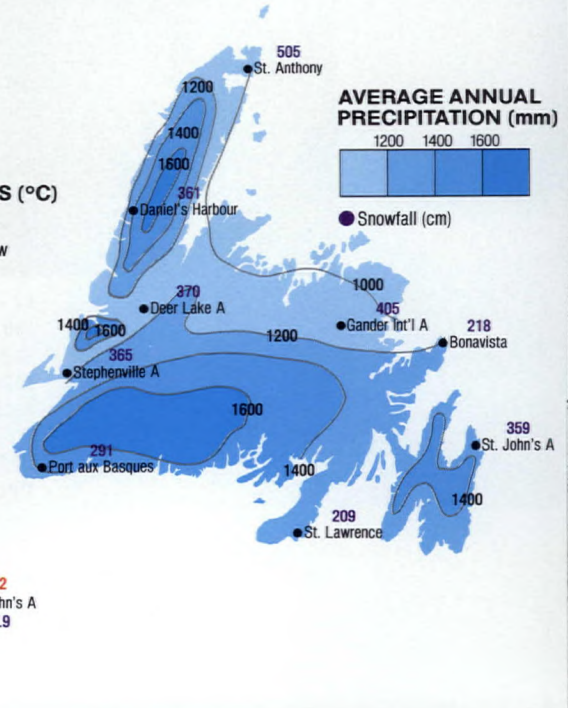 505
St. Anthony
1200
AVERAGE ANNUAL
PRECIPITATION (mm)
1200 1400 1600
1400
1600
S (°C)
361
Daniel's Harbour
Snowfall (cm)
w
370
1000
Deer Lake A
405
1400 1600
Gander Int'l A
218
1200
Bonavista
365
Stephenville A
1600
359
St. John's A
291
Port aux Basques
1400
1400
209
St. Lawrence
2
hn's A
.9